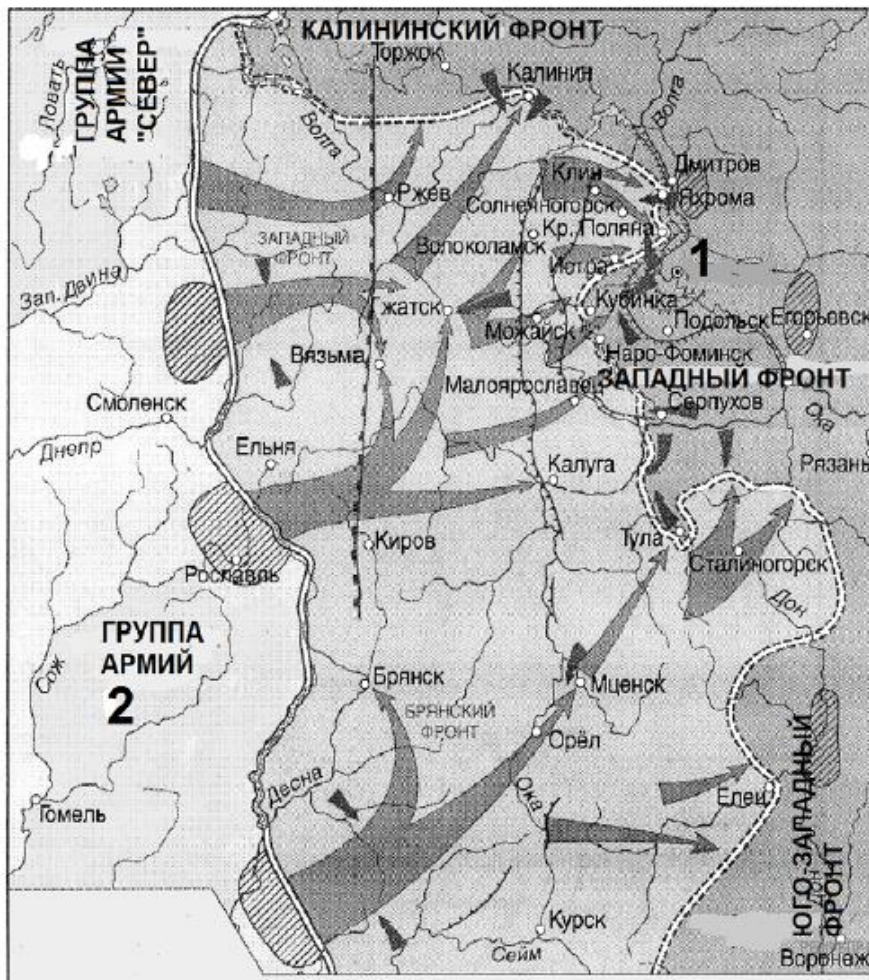 КАЛИНИНСКИЙ ФРОНТ
Торжок
ГРУППА
АРМИЙ
"СЕВЕР"
Ловать
Калинин
Волга
Волга
Дмитров
Яхрома
Клин
Ржев
Солнечногорск
Кр. Поляна
ЗАПАДНЫЙ
ФРОНТ
Волоколамск
Истра
1
Зап. Двина
Гжатск
Кубинка
Можайск
Подольск
Егорьевск
Вязьма
Наро-Фоминск
Малоярославец
ЗАПАДНЫЙ ФРОНТ
Смоленск
Серпухов
Ока
Днепр
Ельня
Калуга
Рязань
Киров
Тула
Рославль
Сталиногорск
Дон
ГРУППА
АРМИЙ
2
Сож
Брянск
Мценск
БРЯНСКИЙ
ФРОНТ
Орёл
Десна
Ока
Елец
Гомель
ЮГО-ЗАПАДНЫЙ
ФРОНТ
Дон
Курск
Сейм
Воронеж